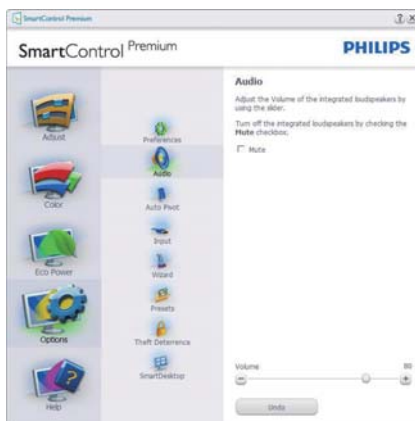 SmartControl Premium
SmartControl Premium
PHILIPS
Adjust
Color
Eco Power
Options
Help
Preferences
Audio
Auto Pivot
Input
Wizard
Presets
Theft Deterrence
SmartDesktop
Audio
Adjust the Volume of the integrated loudspeakers by
using the slider.
Turn off the integrated loudspeakers by checking the
Mute checkbox.
Mute
Volume 80
Undo